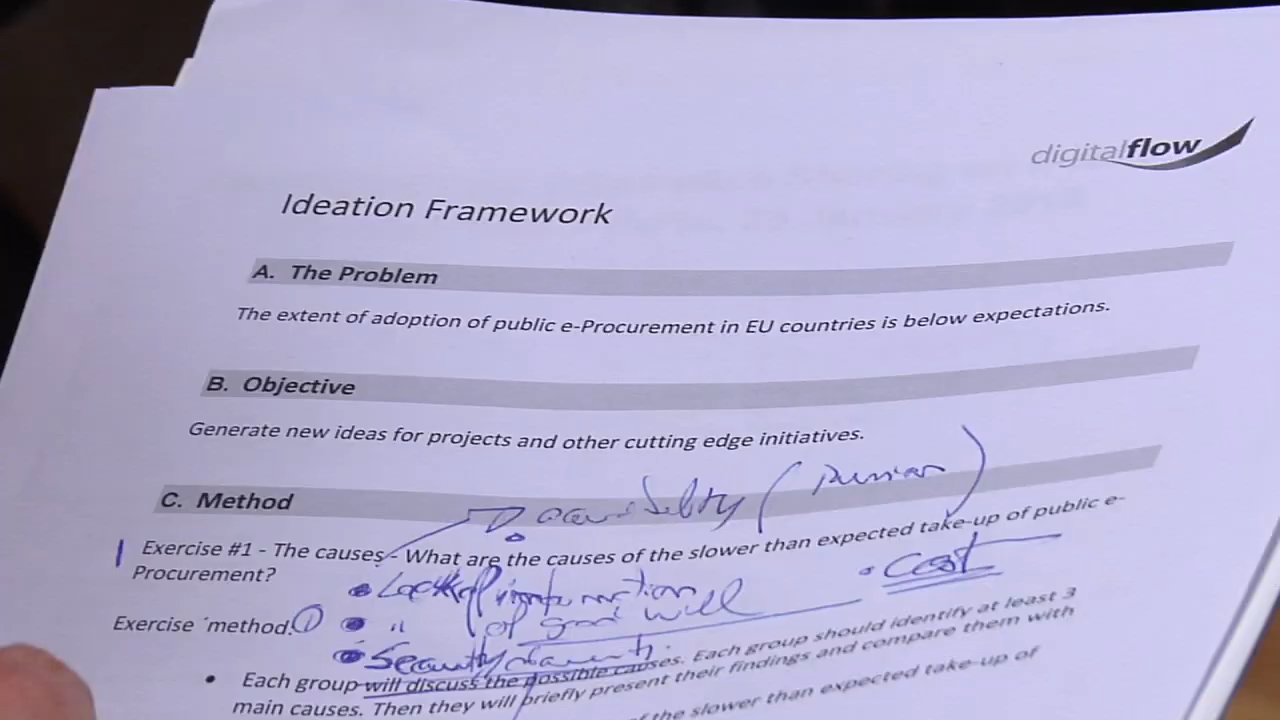 digitalflow
Ideation Framework
A. The Problem
The extent of adoption of public e-Procurement in EU countries is below expectations.
B. Objective
Generate new ideas for projects and other cutting edge initiatives.
C. Method
Exercise #1 - The causes - What are the causes of the slower than expected take-up of public e-
Procurement?
• Cost
• Lack of information
Exercise method: 1
• " of good will
• Security
• Each group will discuss the possible causes. Each group should identify at least 3
main causes. Then they will briefly present their findings and compare them with
of the slower than expected take-up of